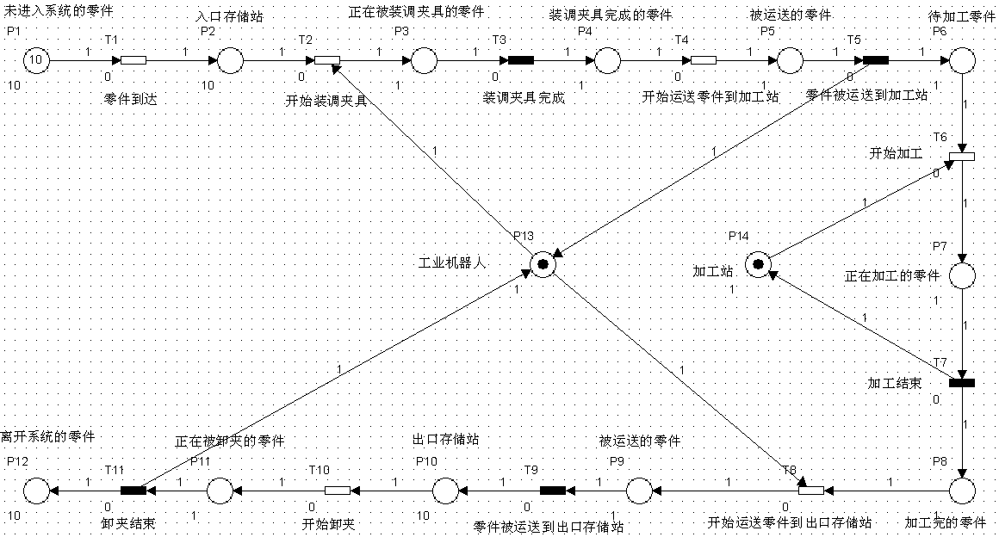 未进入系统的零件
入口存储站
正在被装调夹具的零件
装调夹具完成的零件
被运送的零件
待加工零件
P1
T1
P2
T2
P3
T3
P4
T4
P5
T5
P6
10
1
1
1
1
1
1
1
1
1
1
10
0
10
0
1
0
1
0
1
0
1
零件到达
开始装调夹具
装调夹具完成
开始运送零件到加工站
零件被运送到加工站
1
T6
开始加工
0
1
1
1
1
P13
P14
P7
工业机器人
加工站
正在加工的零件
1
1
1
1
1
T7
加工结束
0
1
1
1
离开系统的零件
正在被卸夹的零件
出口存储站
被运送的零件
P12
T11
P11
T10
P10
T9
P9
T8
P8
1
1
1
1
1
1
1
1
10
0
1
0
10
0
1
0
1
卸夹结束
开始卸夹
零件被运送到出口存储站
开始运送零件到出口存储站
加工完的零件